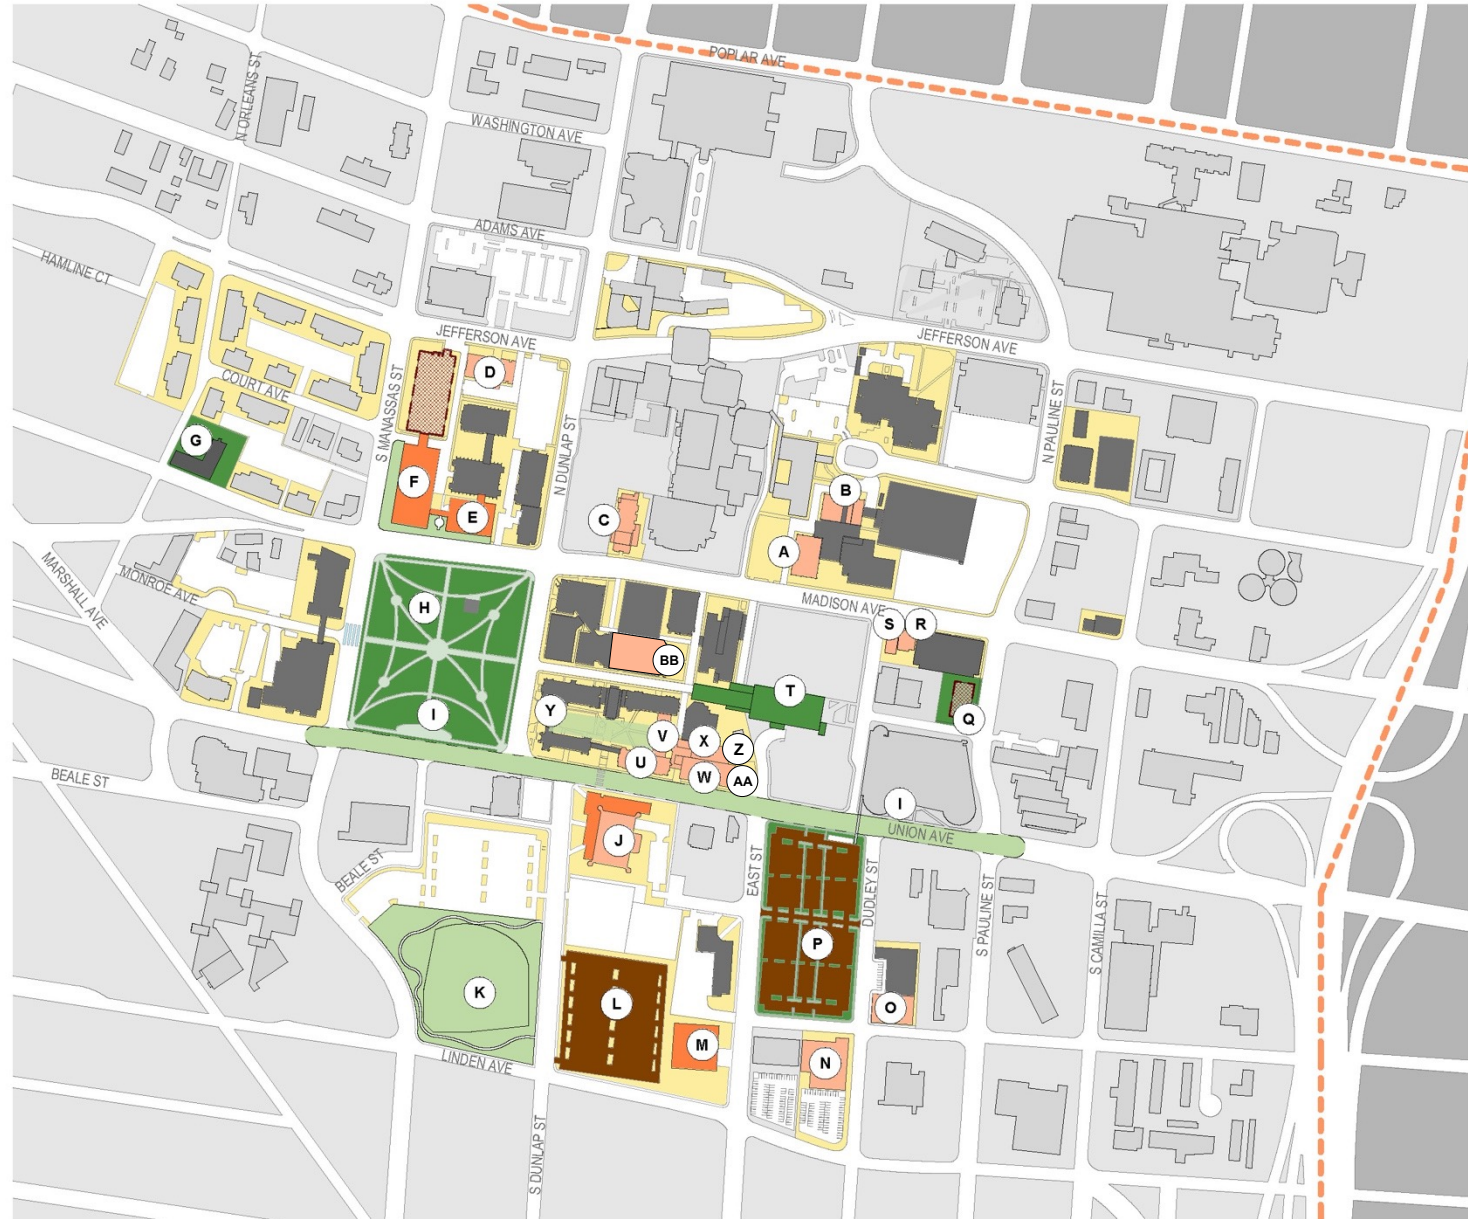 POPLAR AVE
N ORLEANS ST
WASHINGTON AVE
ADAMS AVE
HAMLINE CT
JEFFERSON AVE
JEFFERSON AVE
D
COURT AVE
S MANASSAS ST
N PAULINE ST
G
N DUNLAP ST
F
B
E
C
A
MARSHALL AVE
MONROE AVE
MADISON AVE
H
S
R
BB
T
Y
I
Q
V
X
Z
U
W
AA
BEALE ST
I
UNION AVE
J
BEALE ST
EAST ST
DUDLEY ST
S PAULINE ST
S CAMILLA ST
P
K
L
O
M
LINDEN AVE
N
S DUNLAP ST